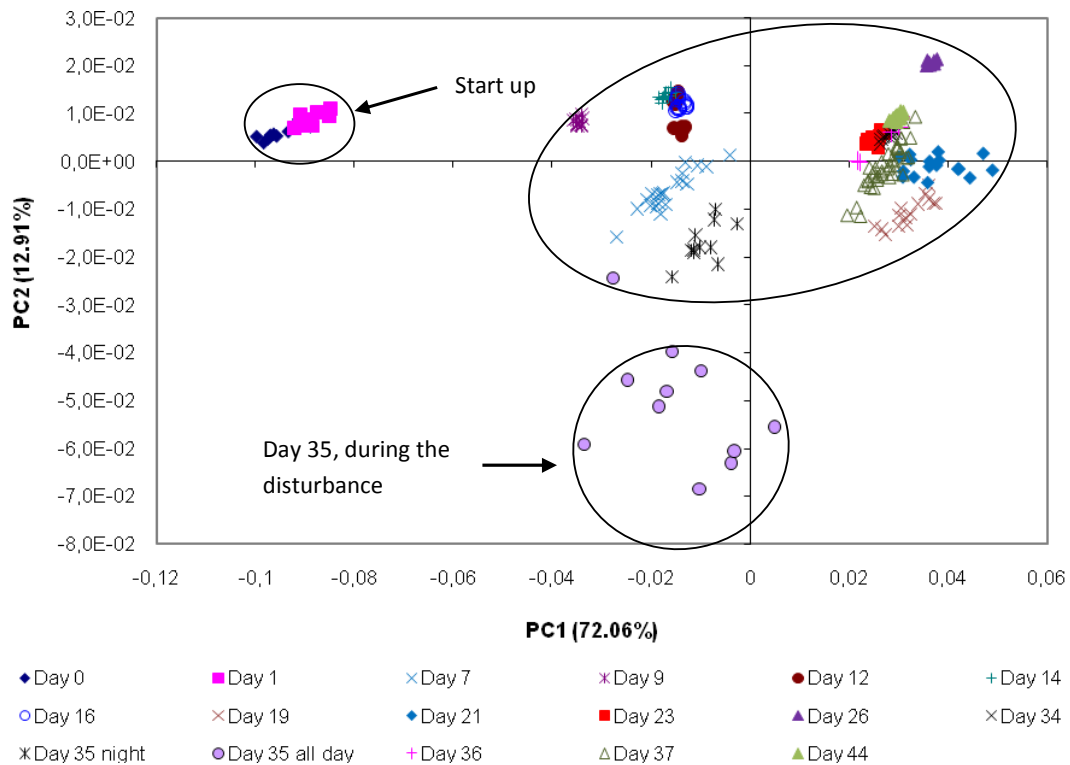 3,0E-02
2,0E-02
1,0E-02
0,0E+00
-1,0E-02
-2,0E-02
-3,0E-02
-4,0E-02
-5,0E-02
-6,0E-02
-7,0E-02
-8,0E-02
PC2 (12.91%)
Start up
Day 35, during the
disturbance
-0,12 -0,1 -0,08 -0,06 -0,04 -0,02 0 0,02 0,04 0,06
PC1 (72.06%)
Day 0 Day 1 Day 7 Day 9 Day 12 Day 14
Day 16 Day 19 Day 21 Day 23 Day 26 Day 34
Day 35 night Day 35 all day Day 36 Day 37 Day 44